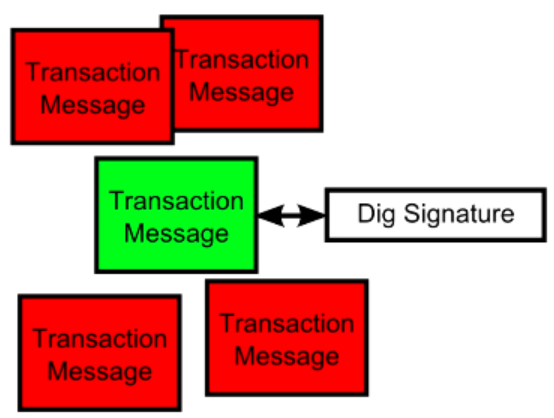 Transaction
Message
Transaction
Message
Transaction
Message
Dig Signature
Transaction
Message
Transaction
Message